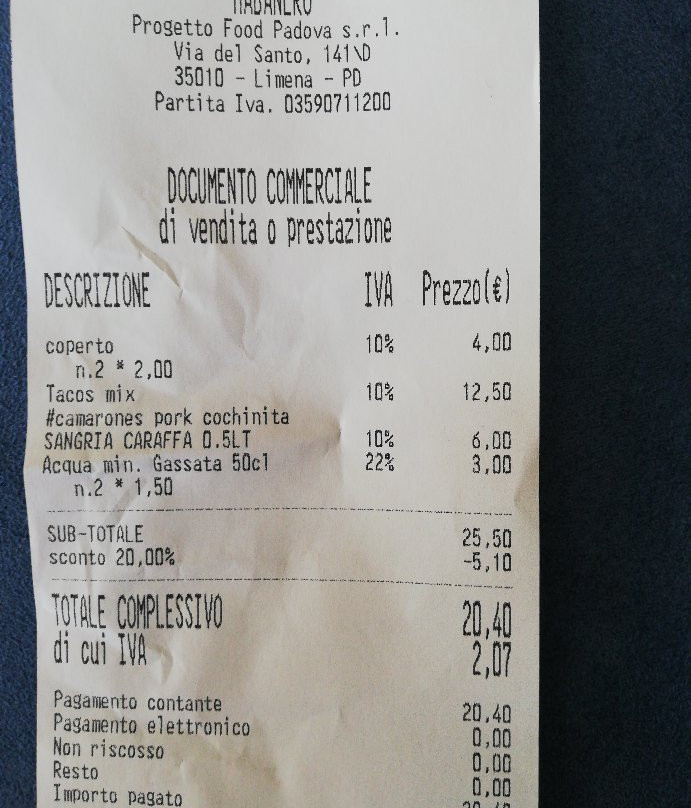 HABANERO
Progetto Food Padova s.r.l.
Via del Santo, 141\D
35010 - Limena - PD
Partita Iva. 03590711200
DOCUMENTO COMMERCIALE
di vendita o prestazione
DESCRIZIONE IVA Prezzo(€)
coperto 10% 4,00
n.2 * 2,00
Tacos mix 10% 12,50
#camarones pork cochinita
SANGRIA CARAFFA 0.5LT 10% 6,00
Acqua min. Gassata 50cl 22% 3,00
n.2 * 1,50
SUB-TOTALE 25,50
sconto 20,00% -5,10
TOTALE COMPLESSIVO 20,40
di cui IVA 2,07
Pagamento contante 20,40
Pagamento elettronico 0,00
Non riscosso 0,00
Resto 0,00
Importo pagato 20,40